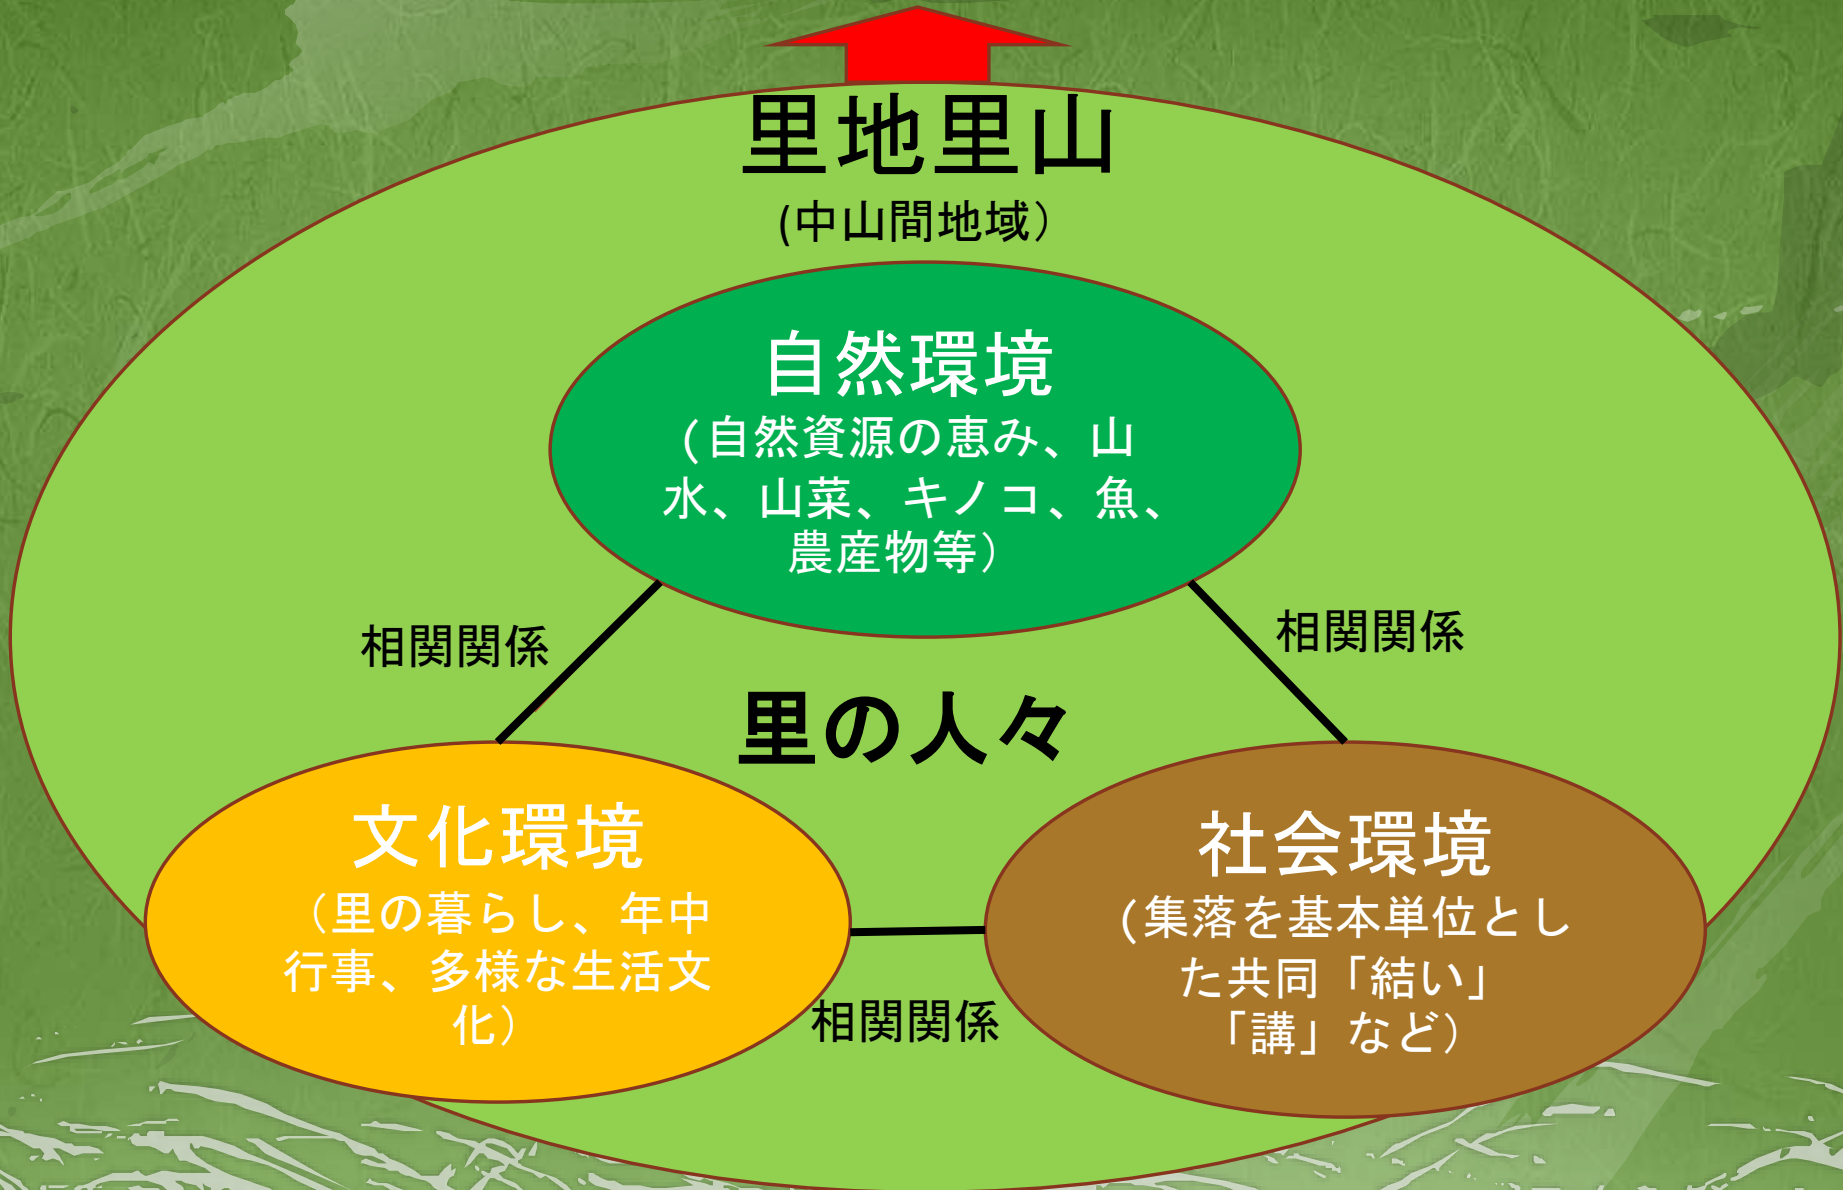 里地里山
(中山間地域）
自然環境
(自然資源の恵み、山
水、山菜、キノコ、魚、
農産物等）
相関関係
相関関係
里の人々
文化環境
（里の暮らし、年中
行事、多様な生活文
化）
社会環境
(集落を基本単位とし
た共同「結い」
「講」など）
相関関係